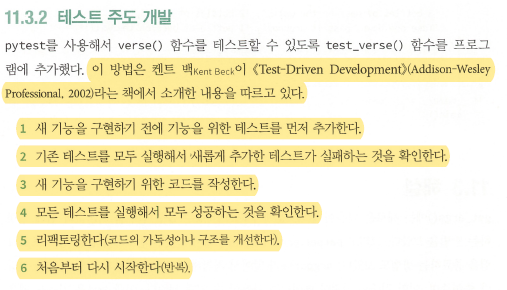 11.3.2 테스트 주도 개발
pytest를 사용해서 verse() 함수를 테스트할 수 있도록 test_verse() 함수를 프로그
램에 추가했다. 이 방법은 켄트 백Kent Beck이 《Test-Driven Development》(Addison-Wesley
Professional, 2002)라는 책에서 소개한 내용을 따르고 있다.
1 새 기능을 구현하기 전에 기능을 위한 테스트를 먼저 추가한다.
2 기존 테스트를 모두 실행해서 새롭게 추가한 테스트가 실패하는 것을 확인한다.
3 새 기능을 구현하기 위한 코드를 작성한다.
4 모든 테스트를 실행해서 모두 성공하는 것을 확인한다.
5 리팩토링한다(코드의 가독성이나 구조를 개선한다).
6 처음부터 다시 시작한다(반복).